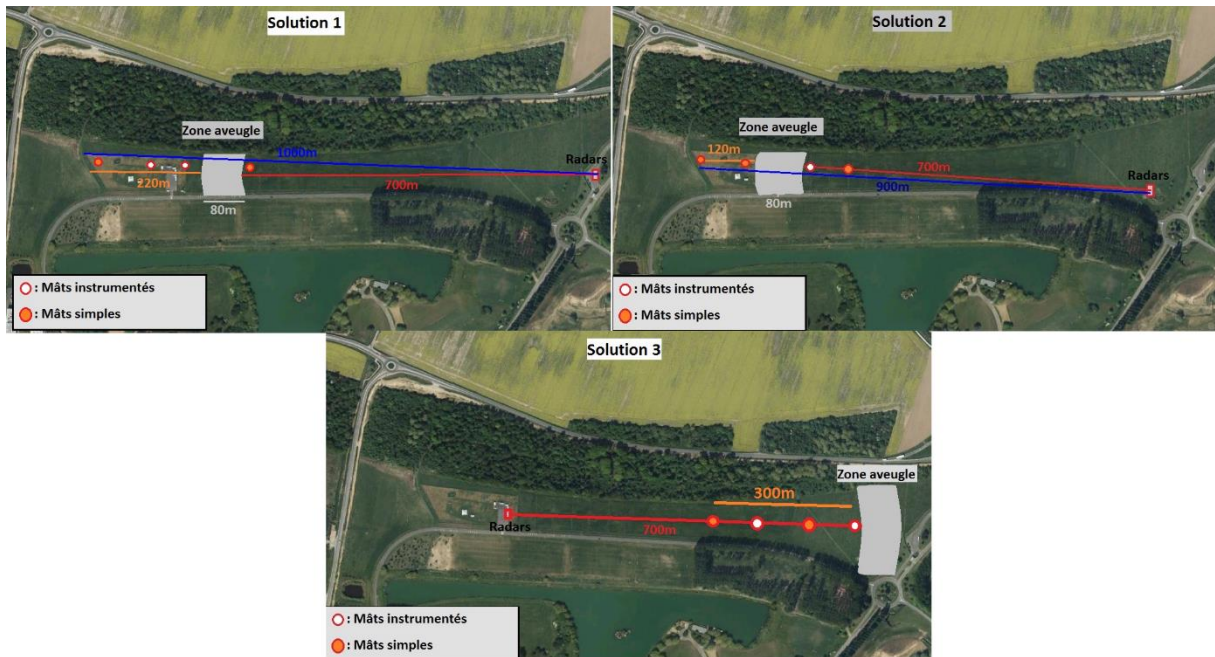 Solution 1
Zone aveugle
1000m
Radars
220m
700m
80m
: Mâts instrumentés
: Mâts simples
Solution 2
Zone aveugle
120m
700m
Radars
900m
80m
: Mâts instrumentés
: Mâts simples
Solution 3
Zone aveugle
300m
Radars
700m
: Mâts instrumentés
: Mâts simples